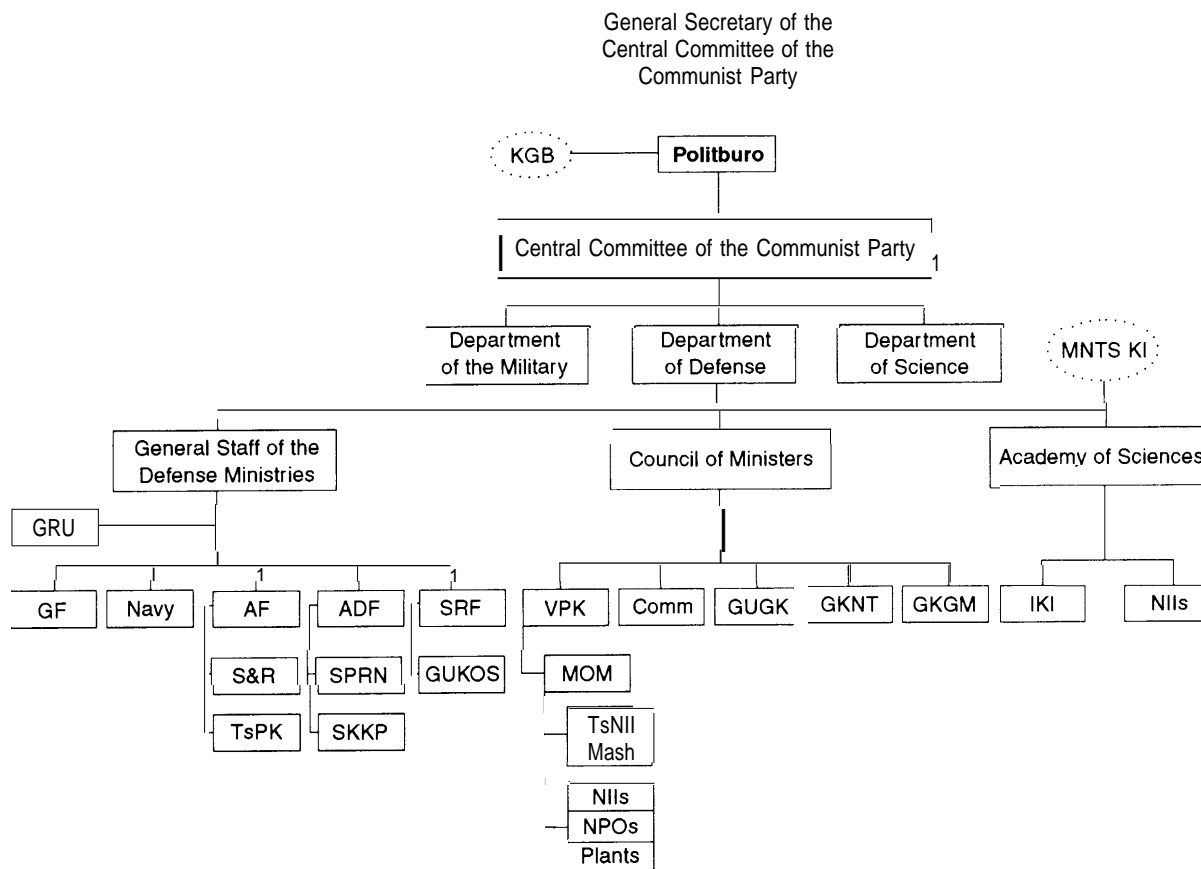 General Secretary of the
Central Committee of the
Communist Party
KGB
Politburo
Central Committee of the Communist Party
1
Department
of the Military
Department
of Defense
Department
of Science
MNTS KI
General Staff of the
Defense Ministries
Council of Ministers
Academy of Sciences
GRU
1
1
GF
Navy
AF
ADF
SRF
VPK
Comm
GUGK
GKNT
GKGM
IKI
NIIs
S&R
SPRN
GUKOS
MOM
TsPK
SKKP
TsNII
Mash
NIIs
NPOs
Plants